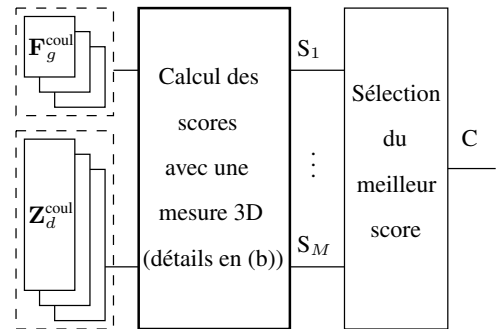 F_g^coul
Z_d^coul
Calcul des
scores
avec une
mesure 3D
(détails en (b))
S_1
⋮
S_M
Sélection
du
meilleur
score
C